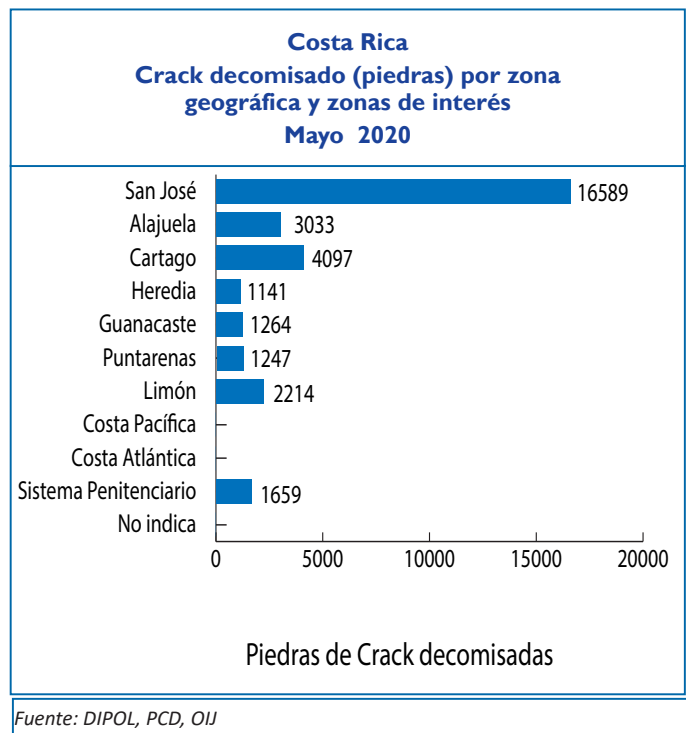 Costa Rica
Crack decomisado (piedras) por zona
geográfica y zonas de interés
Mayo 2020
San José 16589
Alajuela 3033
Cartago 4097
Heredia 1141
Guanacaste 1264
Puntarenas 1247
Limón 2214
Costa Pacífica
Costa Atlántica
Sistema Penitenciario 1659
No indica
0 5000 10000 15000 20000
Piedras de Crack decomisadas
Fuente: DIPOL, PCD, OIJ